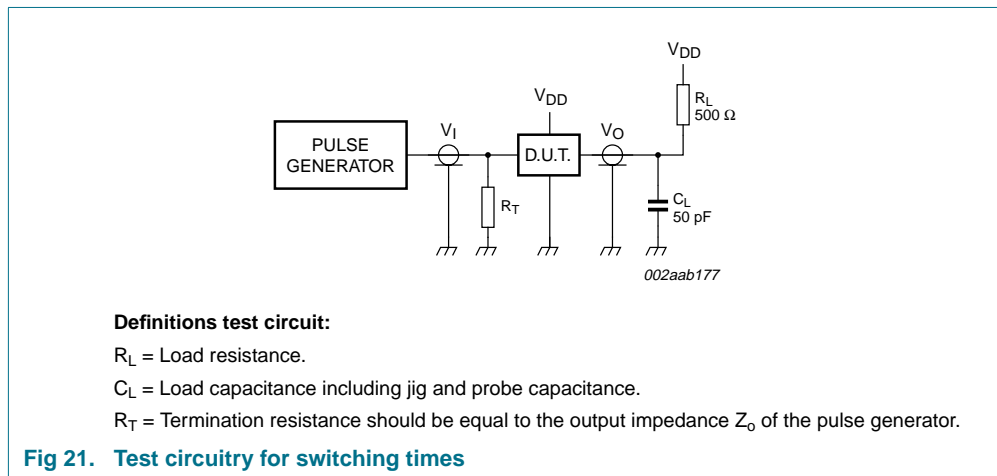 VDD
RL
500 Ω
VDD
PULSE
GENERATOR
VI
D.U.T.
VO
RT
CL
50 pF
002aab177
Definitions test circuit:
RL = Load resistance.
CL = Load capacitance including jig and probe capacitance.
RT = Termination resistance should be equal to the output impedance Zo of the pulse generator.
Fig 21. Test circuitry for switching times